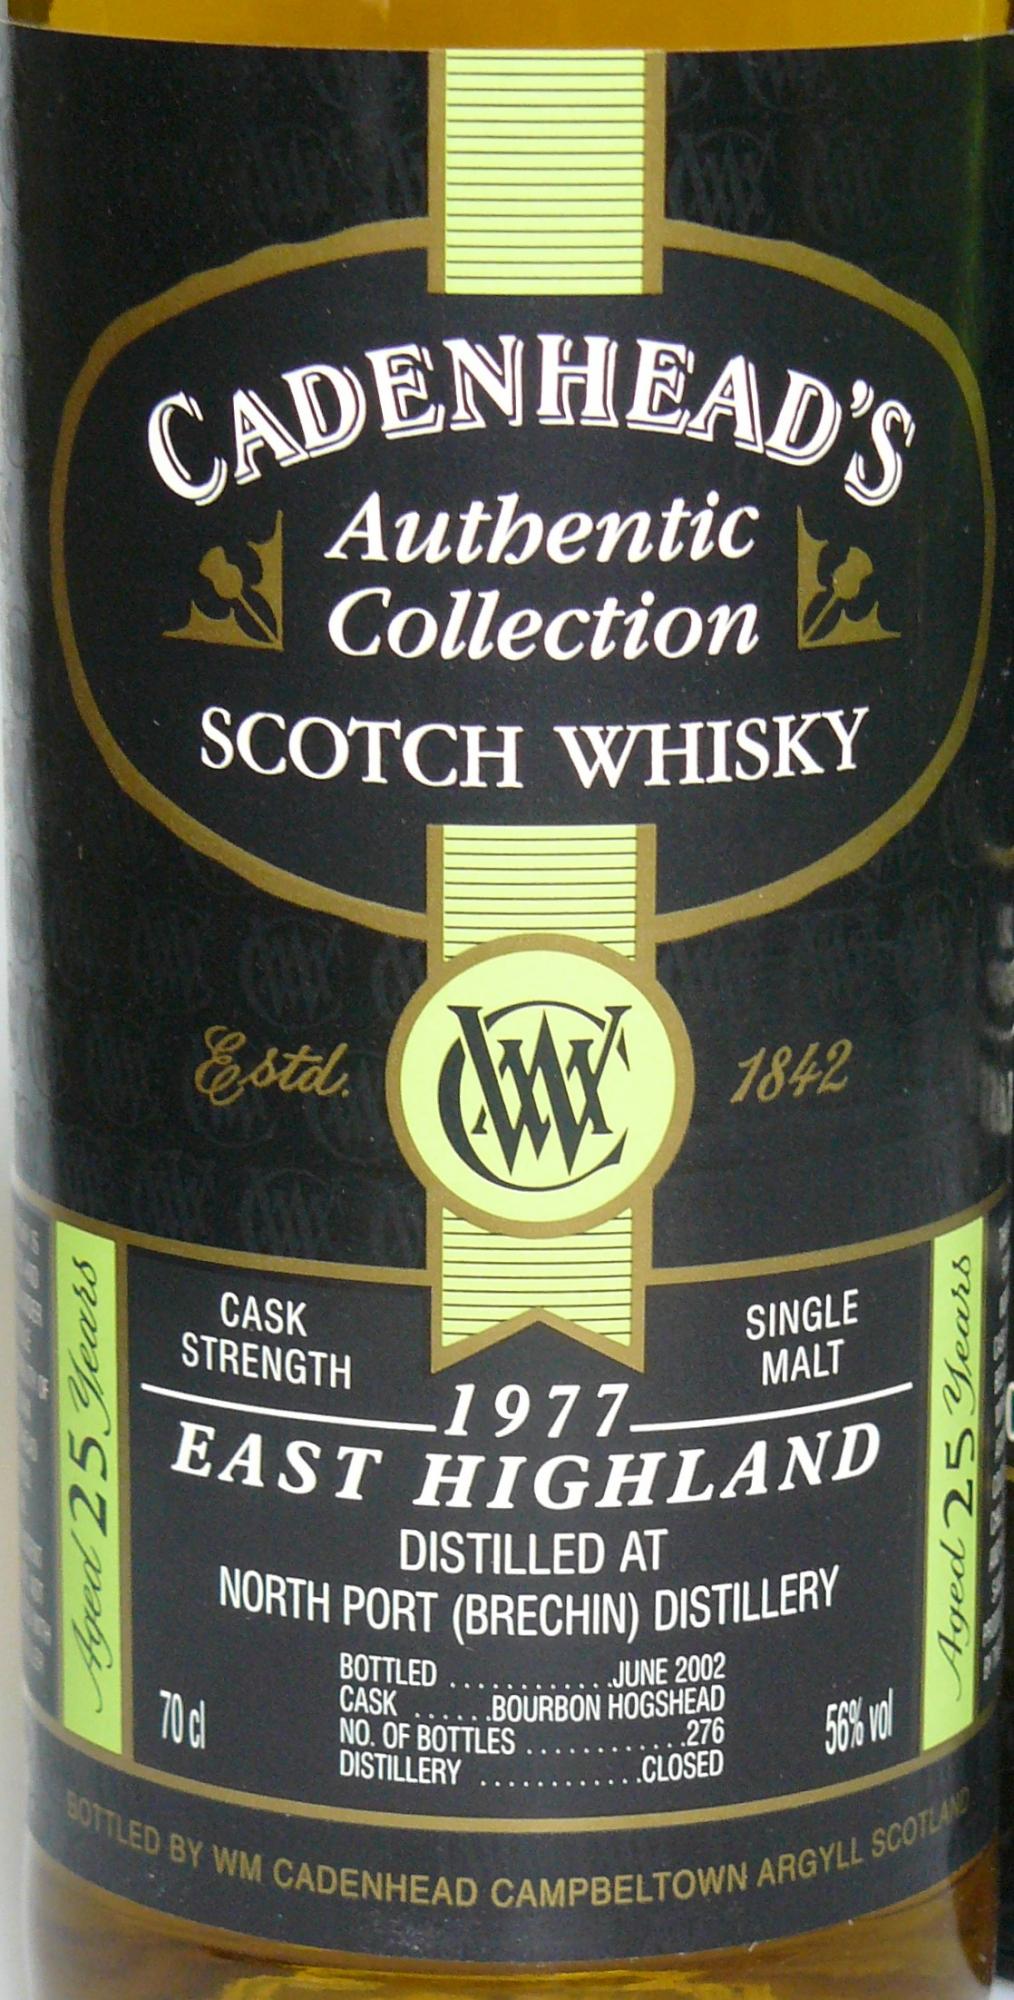 CADENHEAD'S
Authentic
Collection
SCOTCH WHISKY
Estd. 1842
CASK STRENGTH
SINGLE MALT
1977
EAST HIGHLAND
DISTILLED AT
NORTH PORT (BRECHIN) DISTILLERY
BOTTLED .............JUNE 2002
CASK ......BOURBON HOGSHEAD
NO. OF BOTTLES ............276
DISTILLERY ............CLOSED
70 cl
56% vol
Aged 25 Years
Aged 25 Years
BOTTLED BY WM CADENHEAD CAMPBELTOWN ARGYLL SCOTLAND